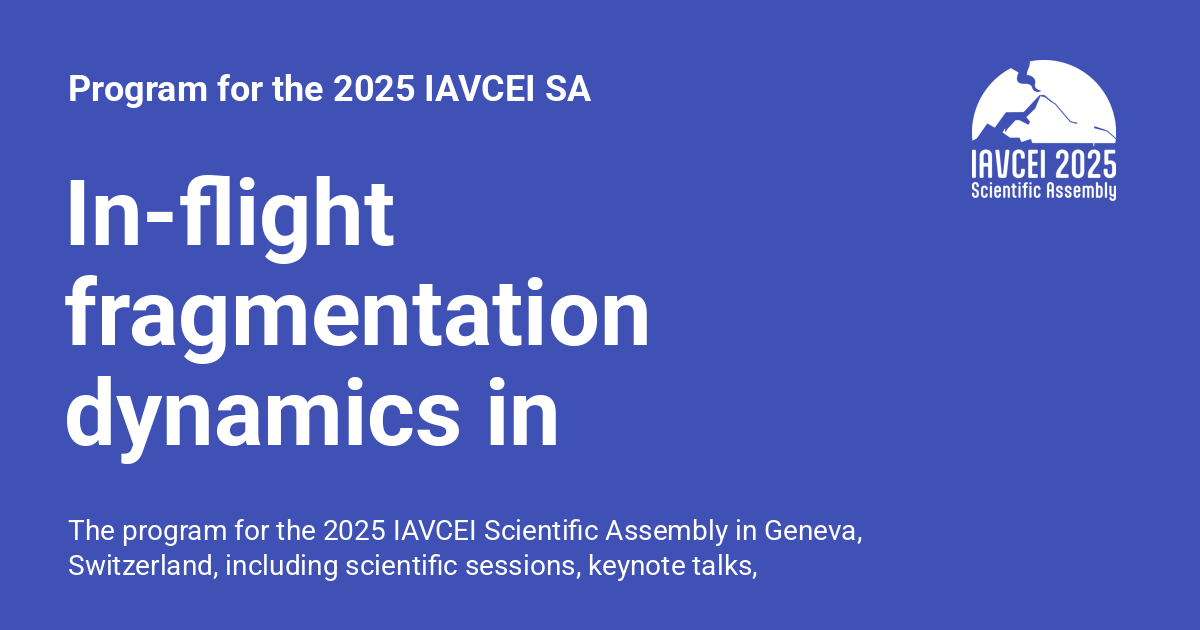 Program for the 2025 IAVCEI SA
IAVCEI 2025
Scientific Assembly
In-flight
fragmentation
dynamics in
The program for the 2025 IAVCEI Scientific Assembly in Geneva,
Switzerland, including scientific sessions, keynote talks,